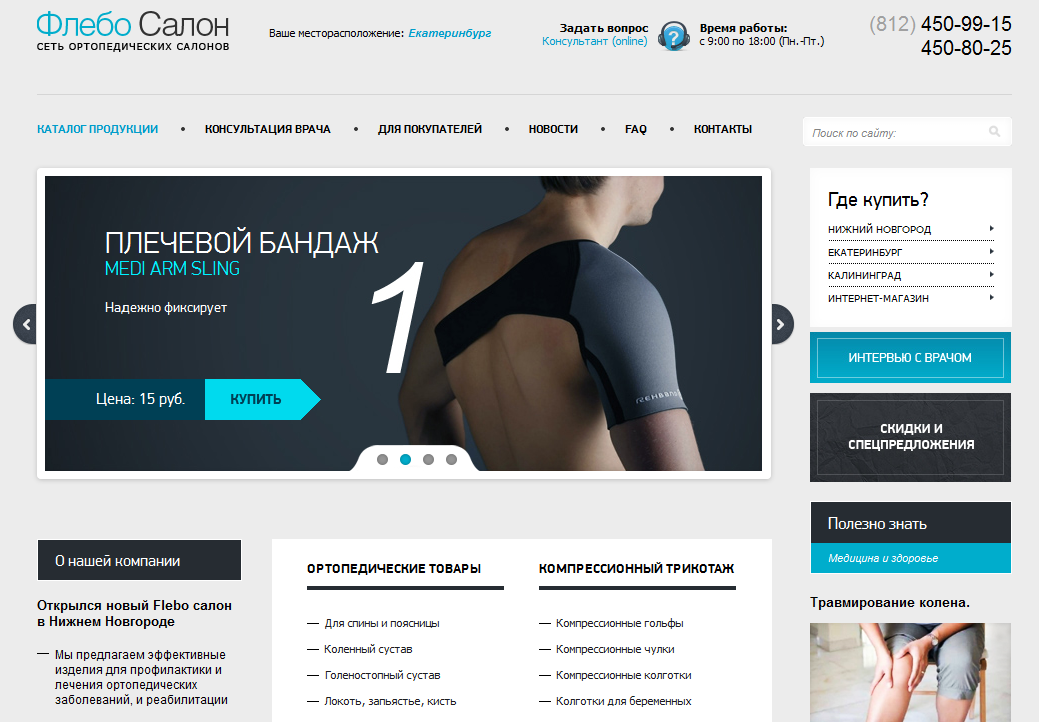 Флебо Салон
СЕТЬ ОРТОПЕДИЧЕСКИХ САЛОНОВ
Ваше месторасположение: Екатеринбург
Задать вопрос
Консультант (online)
?
Время работы:
с 9:00 по 18:00 (Пн.-Пт.)
(812) 450-99-15
450-80-25
КАТАЛОГ ПРОДУКЦИИ • КОНСУЛЬТАЦИЯ ВРАЧА • ДЛЯ ПОКУПАТЕЛЕЙ • НОВОСТИ • FAQ • КОНТАКТЫ
Поиск по сайту:
ПЛЕЧЕВОЙ БАНДАЖ
MEDI ARM SLING
1
Надежно фиксирует
Цена: 15 руб.
КУПИТЬ
REHBAND
Где купить?
НИЖНИЙ НОВГОРОД
ЕКАТЕРИНБУРГ
КАЛИНИНГРАД
ИНТЕРНЕТ-МАГАЗИН
ИНТЕРВЬЮ С ВРАЧОМ
СКИДКИ И
СПЕЦПРЕДЛОЖЕНИЯ
Полезно знать
Медицина и здоровье
Травмирование колена.
О нашей компании
Открылся новый Flebo салон
в Нижнем Новгороде
— Мы предлагаем эффективные
изделия для профилактики и
лечения ортопедических
заболеваний, и реабилитации
ОРТОПЕДИЧЕСКИЕ ТОВАРЫ
— Для спины и поясницы
— Коленный сустав
— Голеностопный сустав
— Локоть, запьястье, кисть
КОМПРЕССИОННЫЙ ТРИКОТАЖ
— Компрессионные гольфы
— Компрессионные чулки
— Компрессионные колготки
— Колготки для беременных